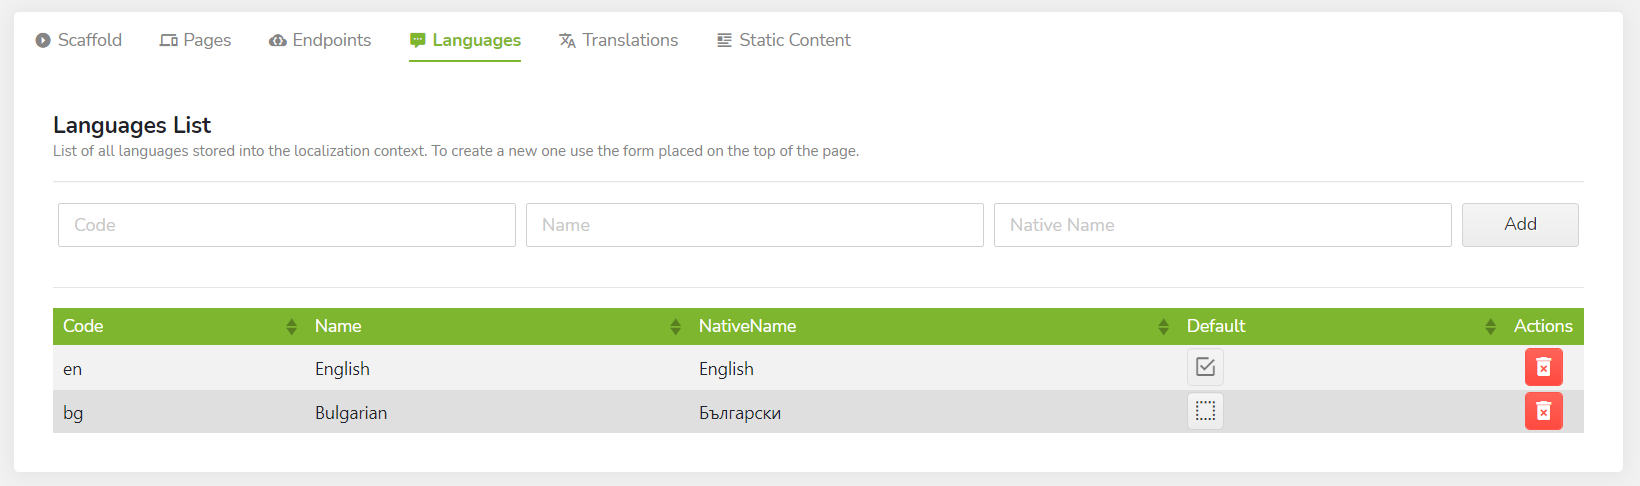 Scaffold Pages Endpoints Languages Translations Static Content
Languages List
List of all languages stored into the localization context. To create a new one use the form placed on the top of the page.
Code Name Native Name Add
Code Name NativeName Default Actions
en English English
bg Bulgarian Български